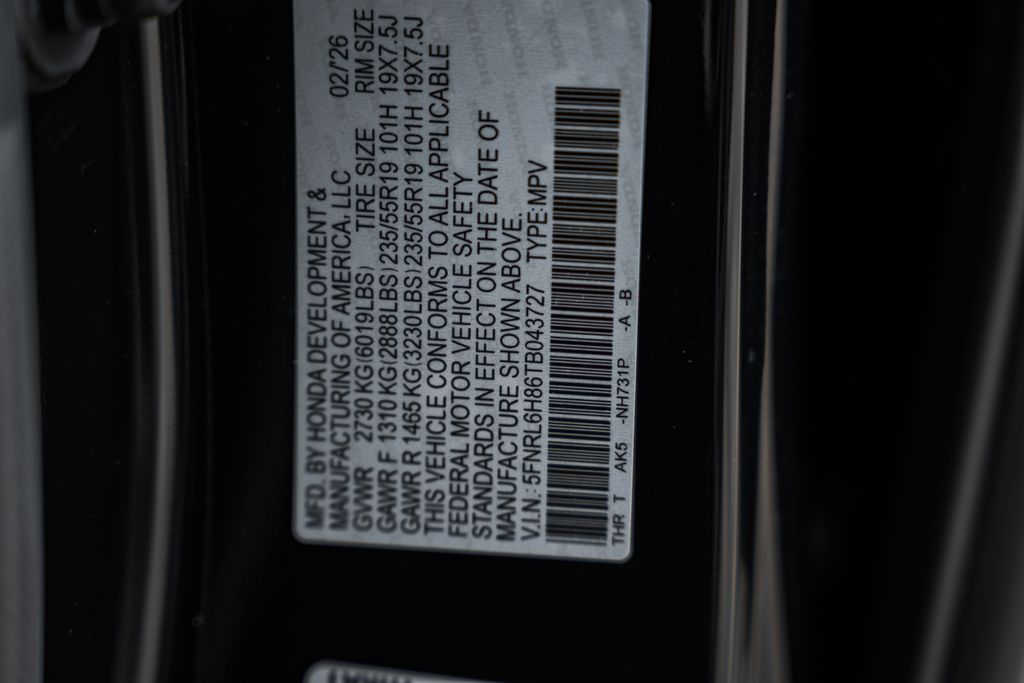 MFD. BY HONDA DEVELOPMENT &
MANUFACTURING OF AMERICA, LLC 02/'26
GVWR 2730 KG(6019LBS) TIRE SIZE RIM SIZE
GAWR F 1310 KG(2888LBS)235/55R19 101H 19X7.5J
GAWR R 1465 KG(3230LBS)235/55R19 101H 19X7.5J
THIS VEHICLE CONFORMS TO ALL APPLICABLE
FEDERAL MOTOR VEHICLE SAFETY
STANDARDS IN EFFECT ON THE DATE OF
MANUFACTURE SHOWN ABOVE.
V.I.N.: 5FNRL6H86TB043727 TYPE:MPV
THR T AK5 -NH731P -A -B